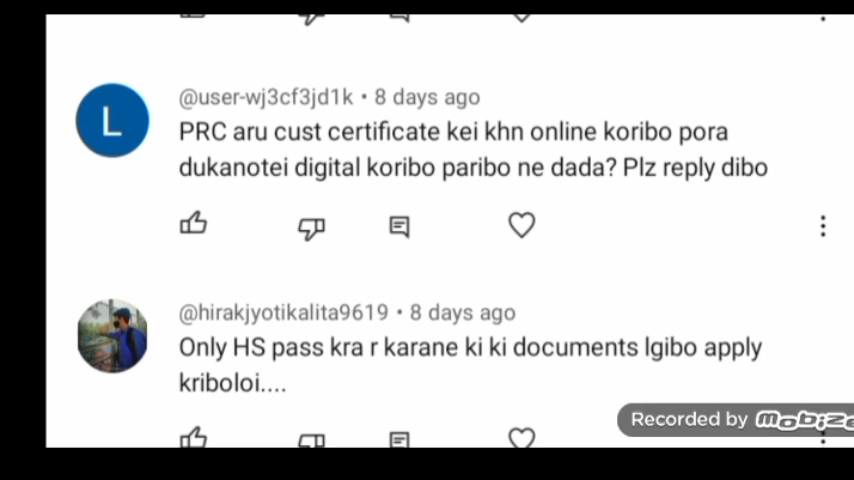 L
@user-wj3cf3jd1k • 8 days ago
PRC aru cust certificate kei khn online koribo pora
dukanotei digital koribo paribo ne dada? Plz reply dibo
@hirakjyotikalita9619 • 8 days ago
Only HS pass kra r karane ki ki documents lgibo apply
kriboloi....
Recorded by